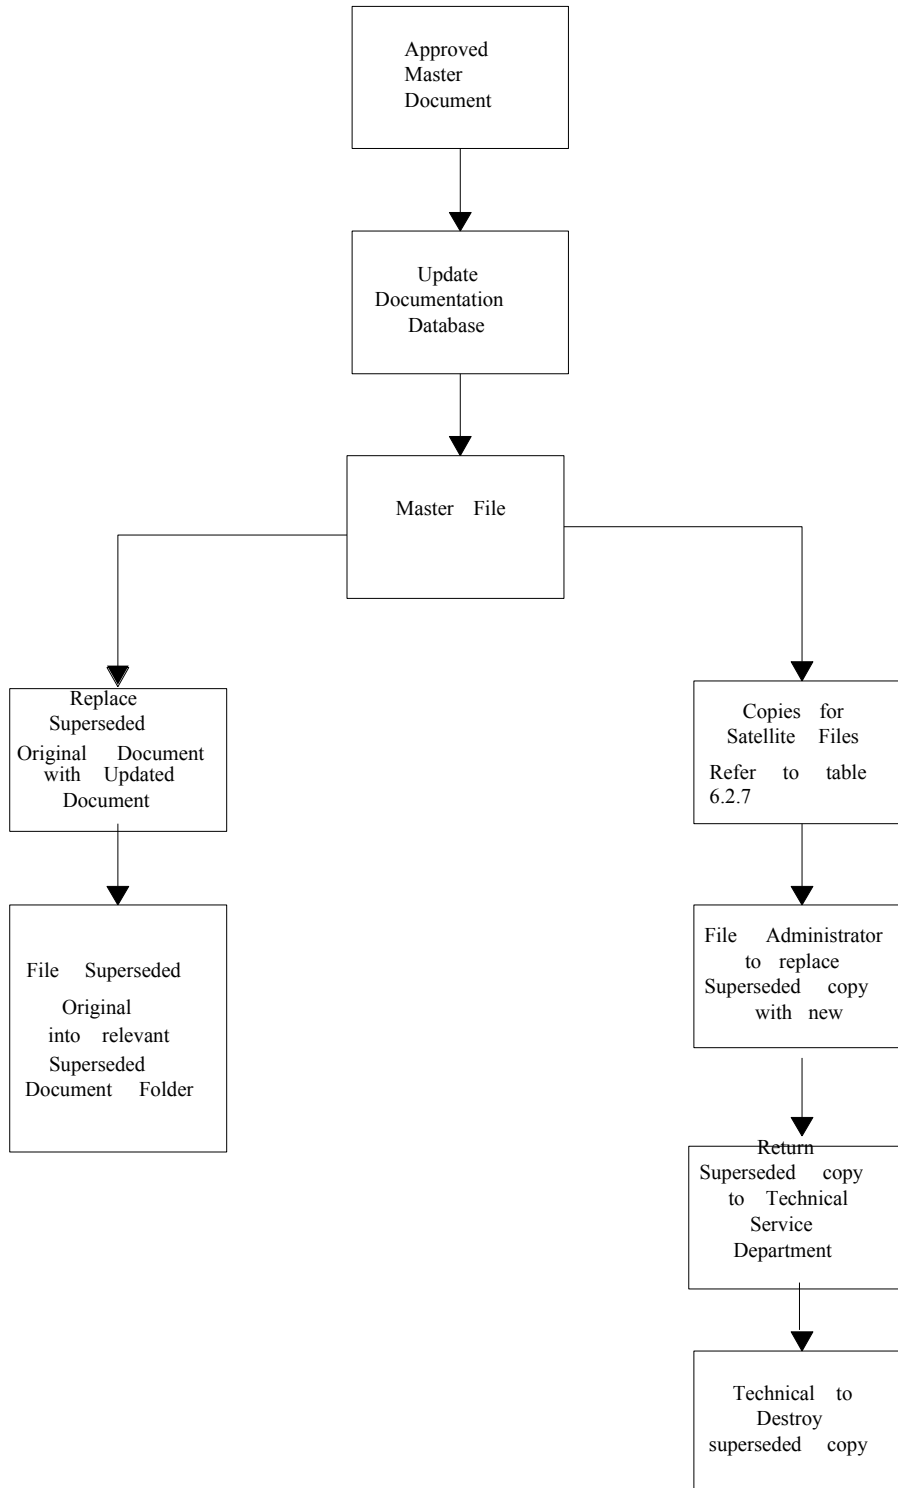 Approved
Master
Document
Update
Documentation
Database
Master File
Replace
Superseded
Original Document
with Updated
Document
File Superseded
Original
into relevant
Superseded
Document Folder
Copies for
Satellite Files
Refer to table
6.2.7
File Administrator
to replace
Superseded copy
with new
Return
Superseded copy
to Technical
Service
Department
Technical to
Destroy
superseded copy